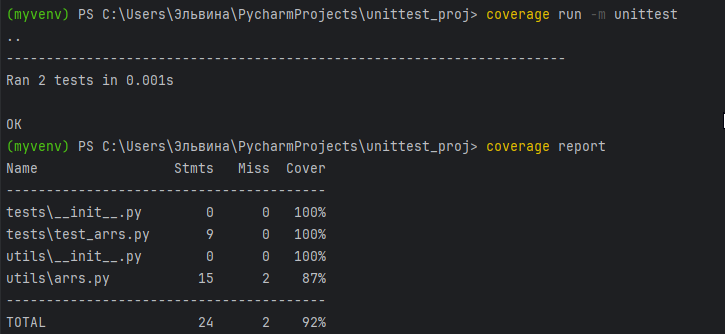 (myvenv) PS C:\Users\Эльвина\PycharmProjects\unittest_proj> coverage run -m unittest
..
----------------------------------------------------------------------
Ran 2 tests in 0.001s
OK
(myvenv) PS C:\Users\Эльвина\PycharmProjects\unittest_proj> coverage report
Name                 Stmts   Miss  Cover
----------------------------------------
tests\__init__.py        0      0   100%
tests\test_arrs.py       9      0   100%
utils\__init__.py        0      0   100%
utils\arrs.py           15      2    87%
----------------------------------------
TOTAL                   24      2    92%